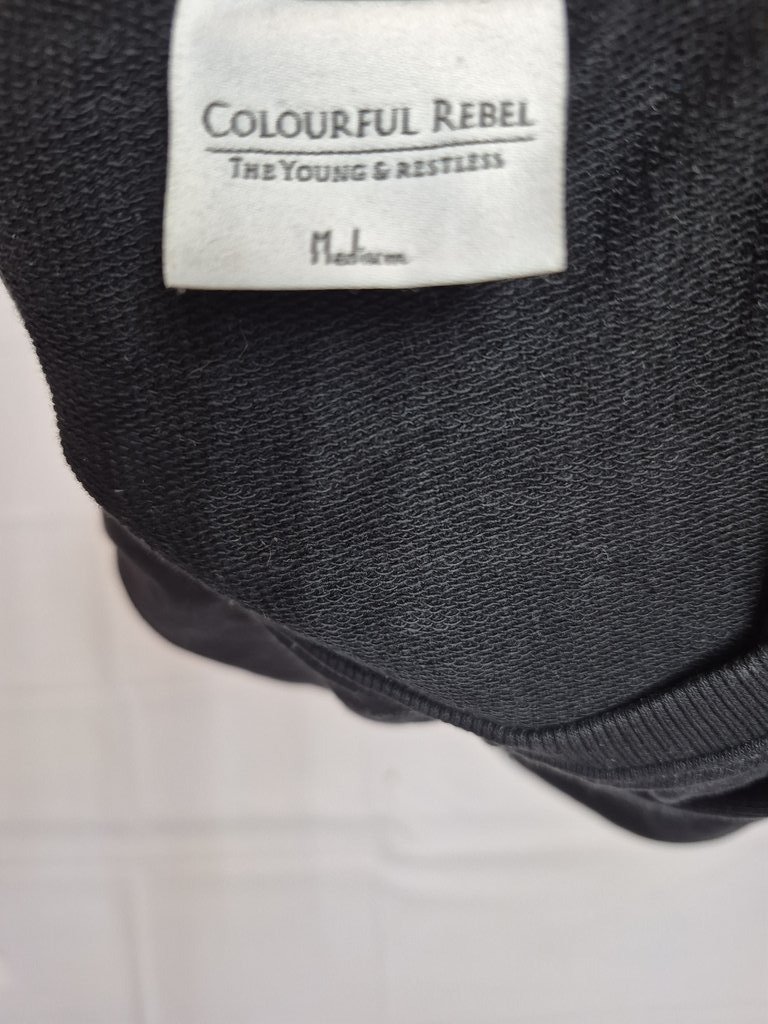 COLOURFUL REBEL
THE YOUNG & RESTLESS
Medium